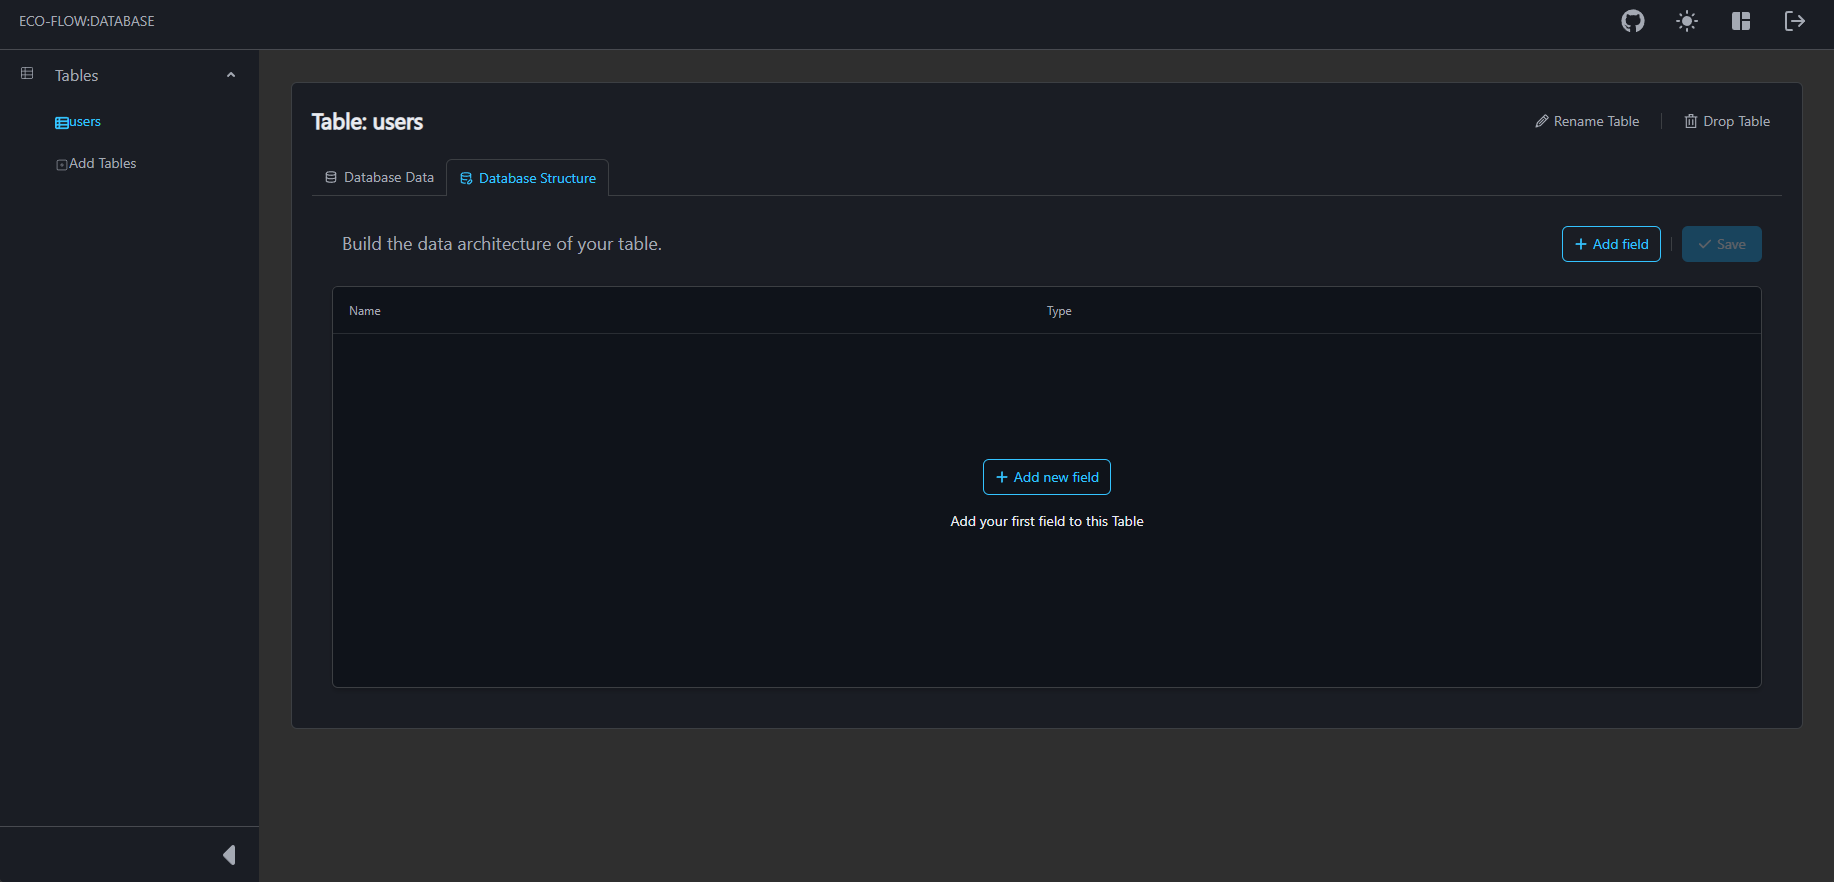 ECO-FLOW:DATABASE
Tables
users
Add Tables
Table: users
Rename Table
Drop Table
Database Data
Database Structure
Build the data architecture of your table.
Add field
Save
Name
Type
Add new field
Add your first field to this Table